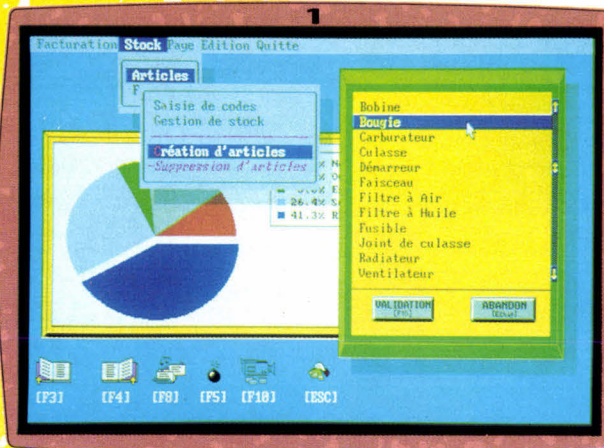 1
Facturation Stock Page Edition Quitte
Articles
F
Saisie de codes
Gestion de stock
Création d'articles
-Suppression d'articles
26.4%
41.3% R
Bobine
Bougie
Carburateur
Culasse
Démarreur
Faisceau
Filtre à Air
Filtre à Huile
Fusible
Joint de culasse
Radiateur
Ventilateur
VALIDATION
ABANDON
[F3] [F4] [F8] [F5] [F10] [ESC]